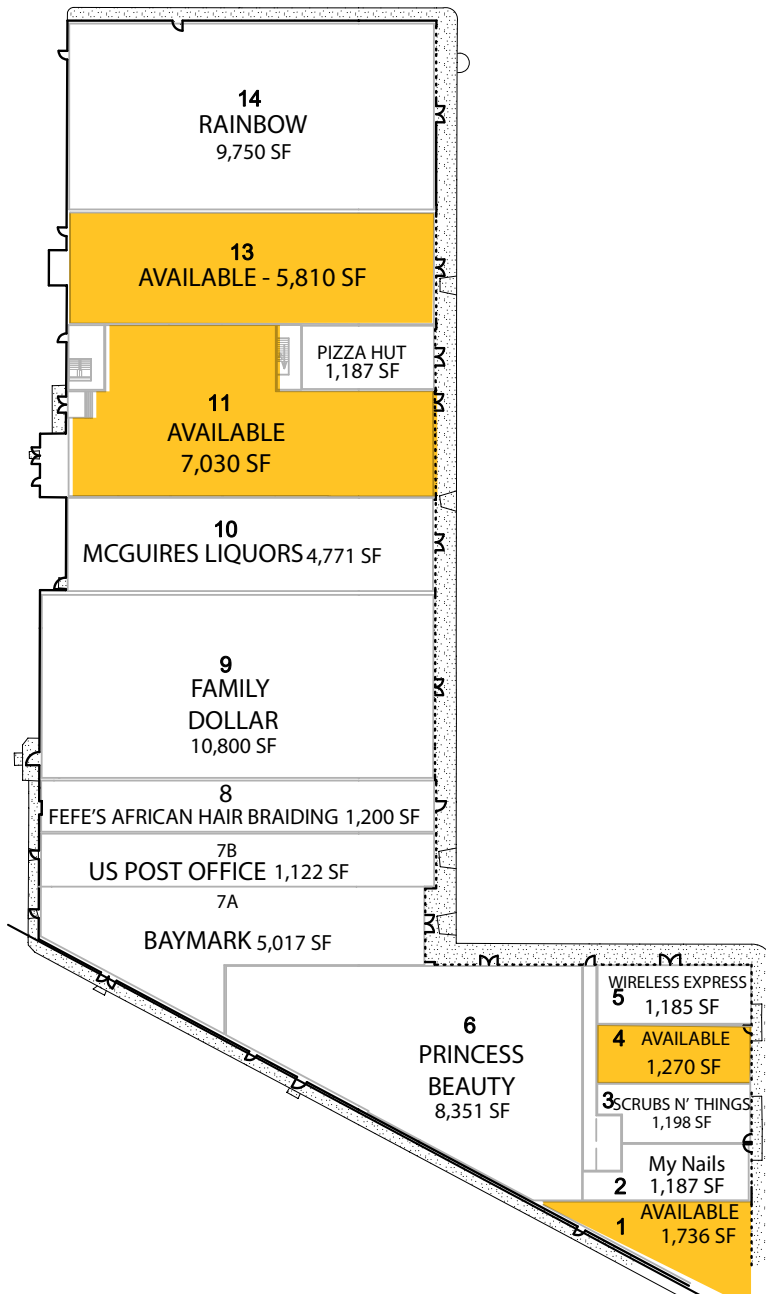 14
RAINBOW
9,750 SF
13
AVAILABLE - 5,810 SF
PIZZA HUT
1,187 SF
11
AVAILABLE
7,030 SF
10
MCGUIRES LIQUORS 4,771 SF
9
FAMILY
DOLLAR
10,800 SF
8
FEFE'S AFRICAN HAIR BRAIDING 1,200 SF
7B
US POST OFFICE 1,122 SF
7A
BAYMARK 5,017 SF
6
PRINCESS
BEAUTY
8,351 SF
WIRELESS EXPRESS
5
1,185 SF
4 AVAILABLE
1,270 SF
3 SCRUBS N' THINGS
1,198 SF
My Nails
2 1,187 SF
AVAILABLE
1 1,736 SF